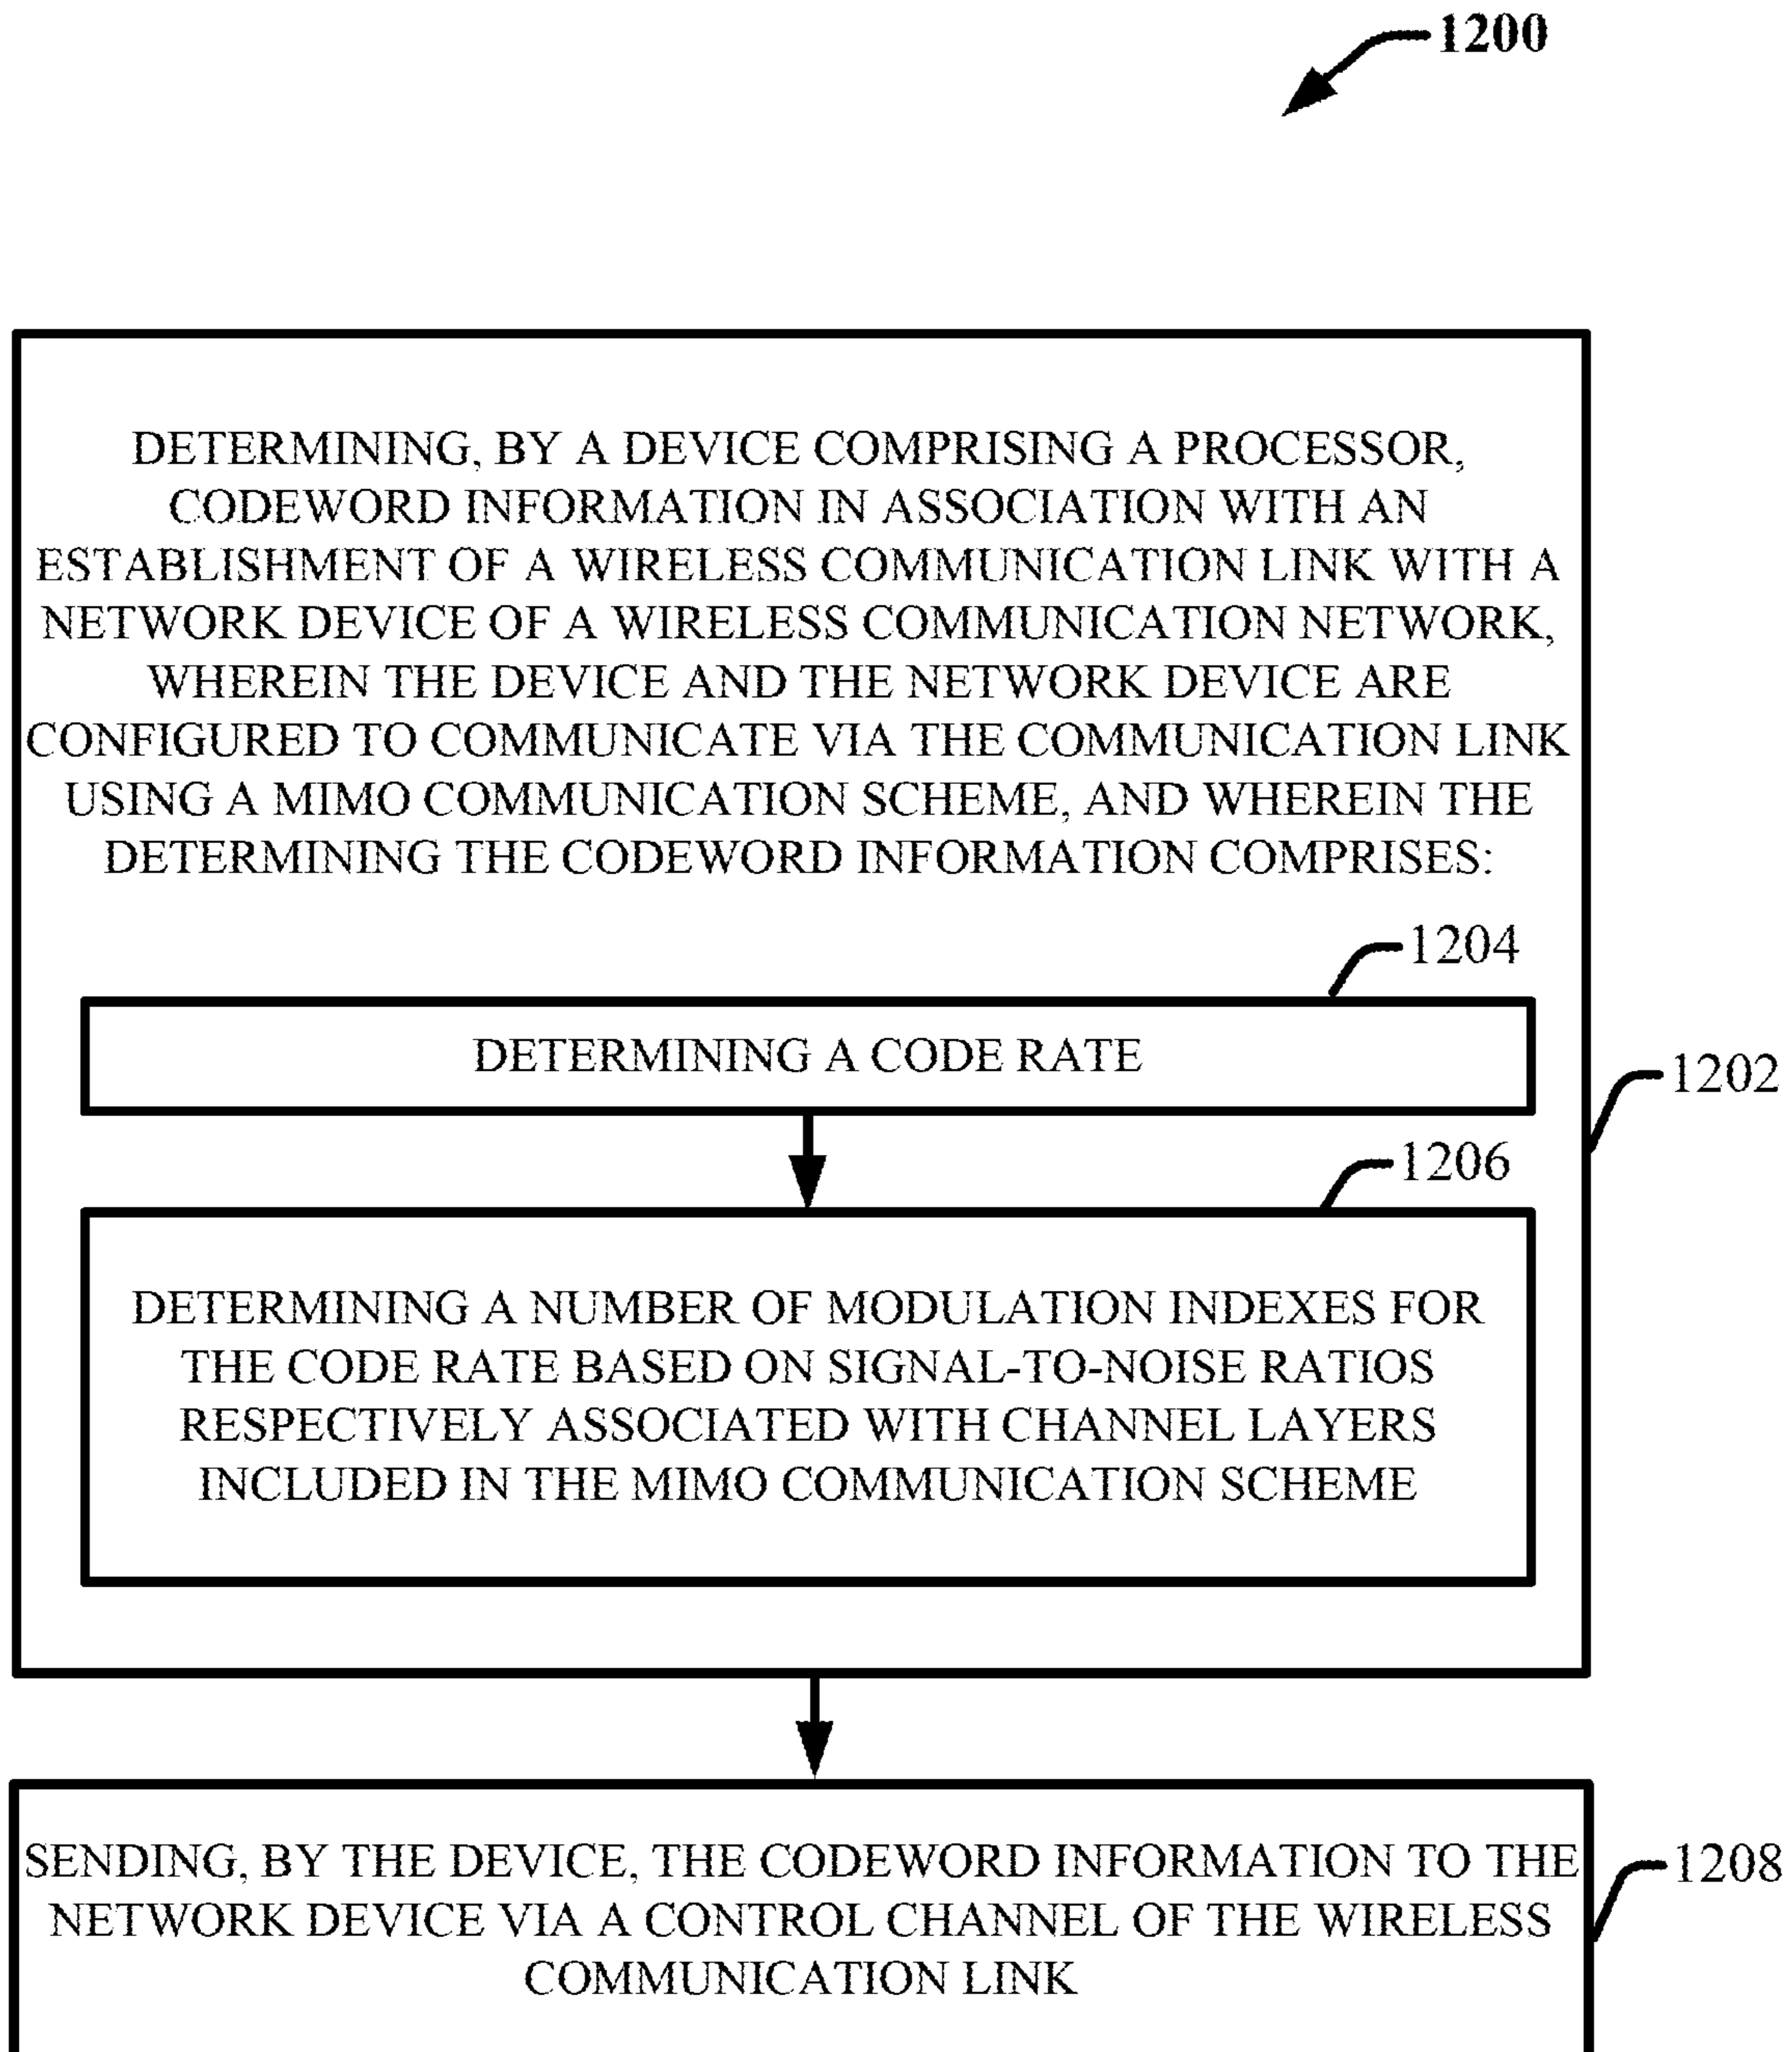 1200
DETERMINING, BY A DEVICE COMPRISING A PROCESSOR,
CODEWORD INFORMATION IN ASSOCIATION WITH AN
ESTABLISHMENT OF A WIRELESS COMMUNICATION LINK WITH A
NETWORK DEVICE OF A WIRELESS COMMUNICATION NETWORK,
WHEREIN THE DEVICE AND THE NETWORK DEVICE ARE
CONFIGURED TO COMMUNICATE VIA THE COMMUNICATION LINK
USING A MIMO COMMUNICATION SCHEME, AND WHEREIN THE
DETERMINING THE CODEWORD INFORMATION COMPRISES:
1204
DETERMINING A CODE RATE
1202
1206
DETERMINING A NUMBER OF MODULATION INDEXES FOR
THE CODE RATE BASED ON SIGNAL-TO-NOISE RATIOS
RESPECTIVELY ASSOCIATED WITH CHANNEL LAYERS
INCLUDED IN THE MIMO COMMUNICATION SCHEME
SENDING, BY THE DEVICE, THE CODEWORD INFORMATION TO THE
NETWORK DEVICE VIA A CONTROL CHANNEL OF THE WIRELESS
COMMUNICATION LINK
1208